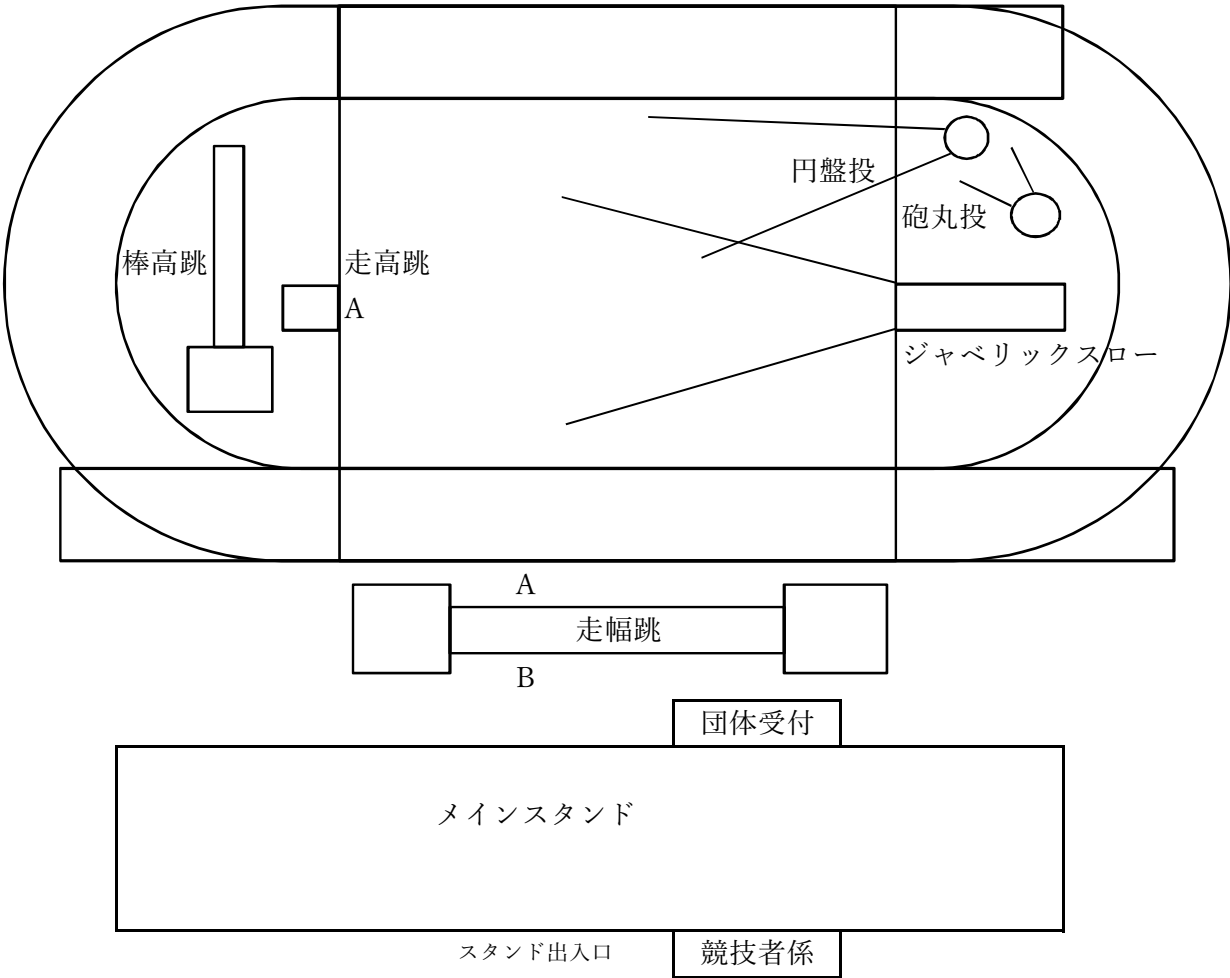 円盤投
砲丸投
棒高跳
走高跳
A
ジャベリックスロー
A
走幅跳
B
団体受付
メインスタンド
スタンド出入口
競技者係